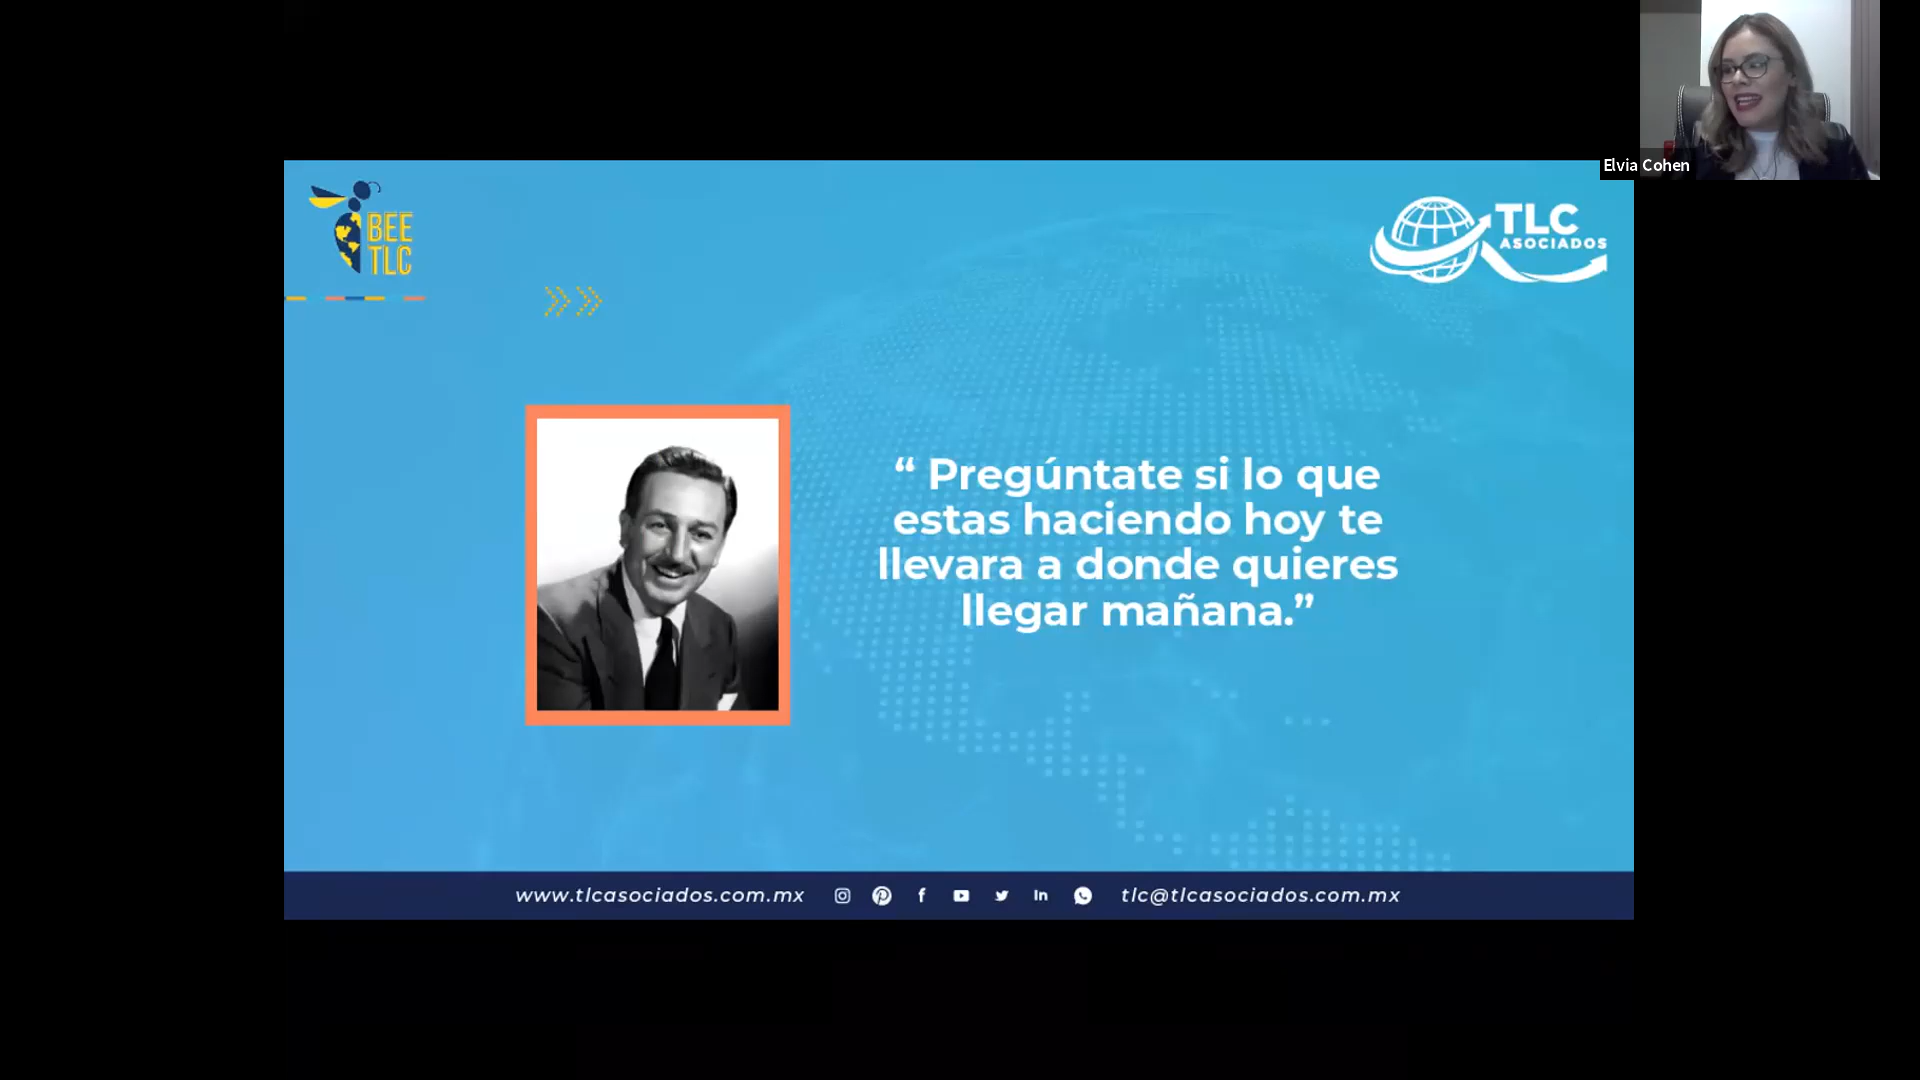 Elvia Cohen
BEE
TLC
TLC
ASOCIADOS
“ Pregúntate si lo que
estas haciendo hoy te
llevara a donde quieres
llegar mañana.”
www.tlcasociados.com.mx
tlc@tlcasociados.com.mx